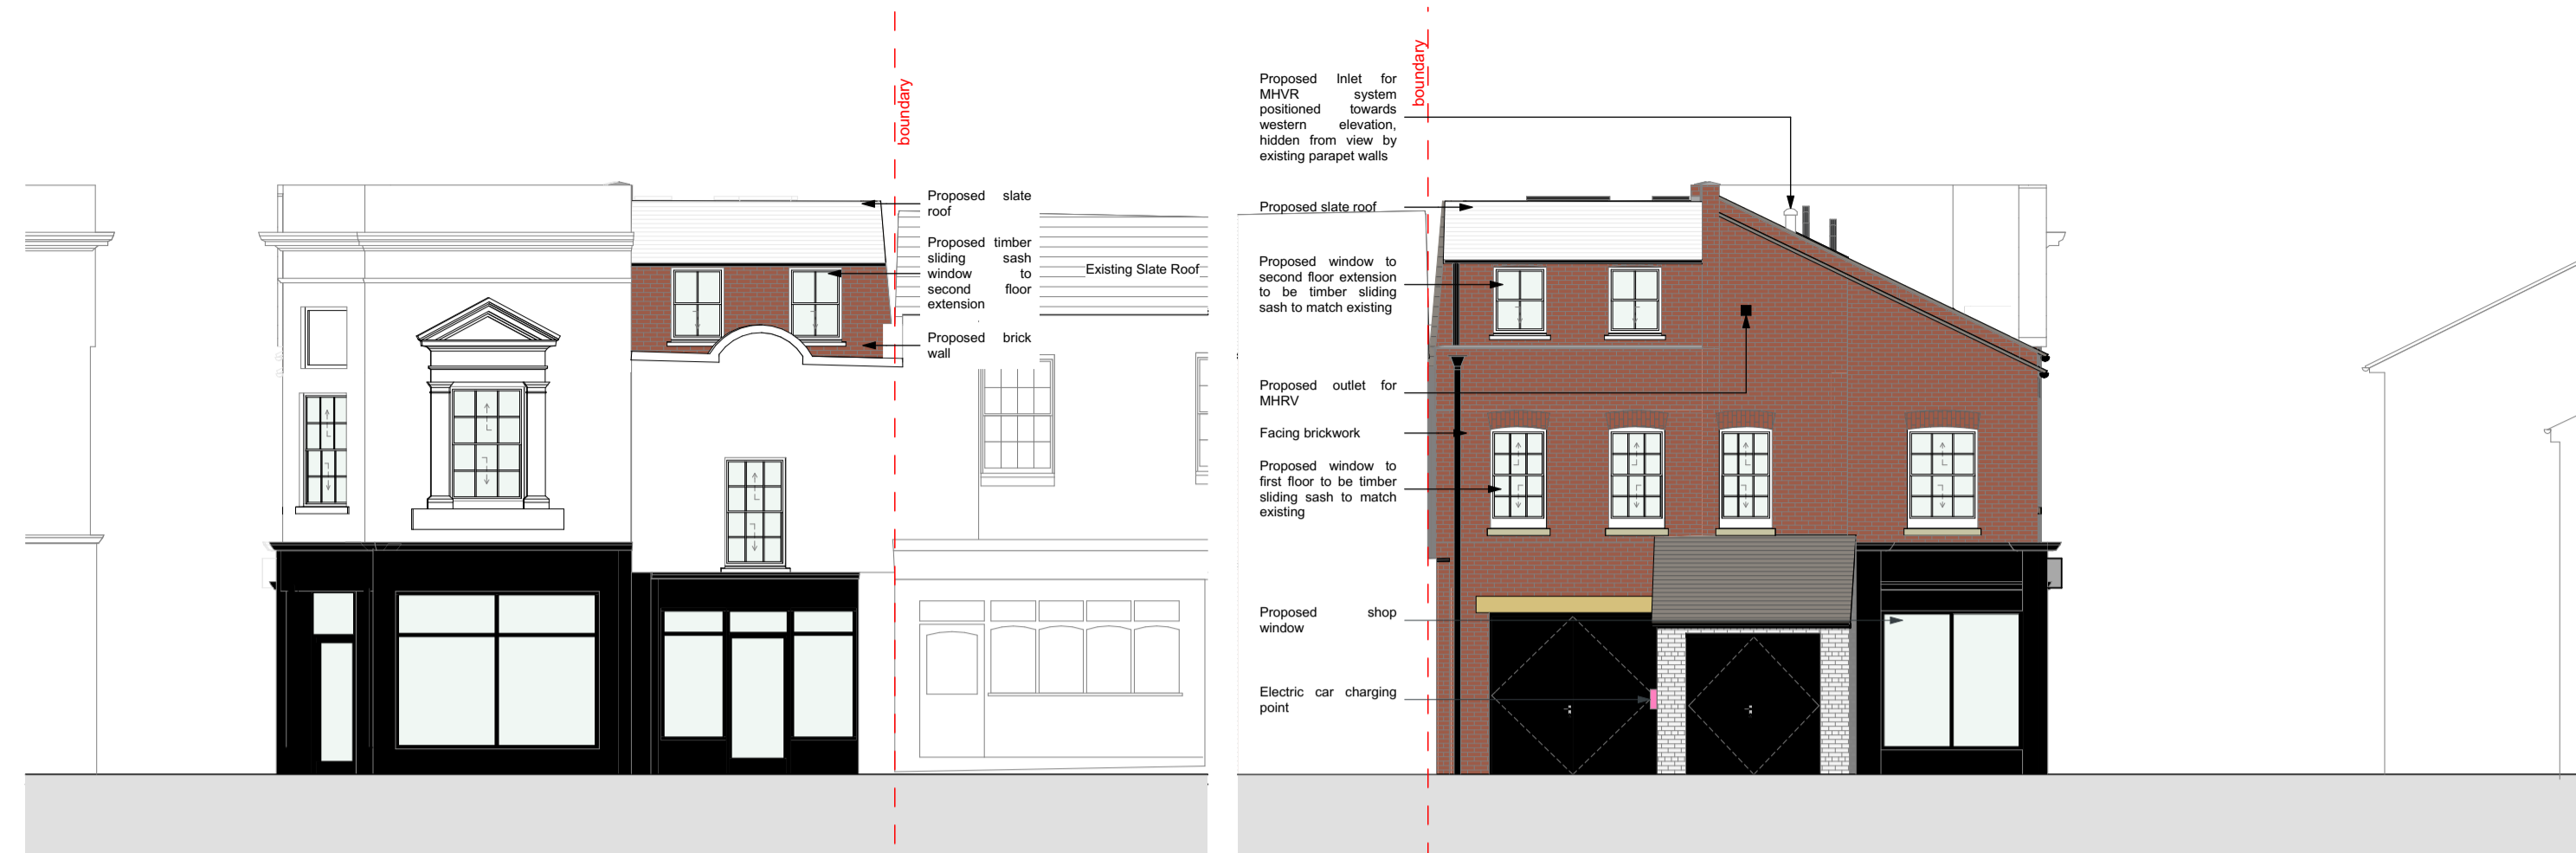 boundary
Proposed slate
roof
Proposed timber
sliding sash
window to
second floor
extension
Proposed brick
wall
Existing Slate Roof
boundary
Proposed Inlet for
MHVR system
positioned towards
western elevation,
hidden from view by
existing parapet walls
Proposed slate roof
Proposed window to
second floor extension
to be timber sliding
sash to match existing
Proposed outlet for
MHRV
Facing brickwork
Proposed window to
first floor to be timber
sliding sash to match
existing
Proposed shop
window
Electric car charging
point